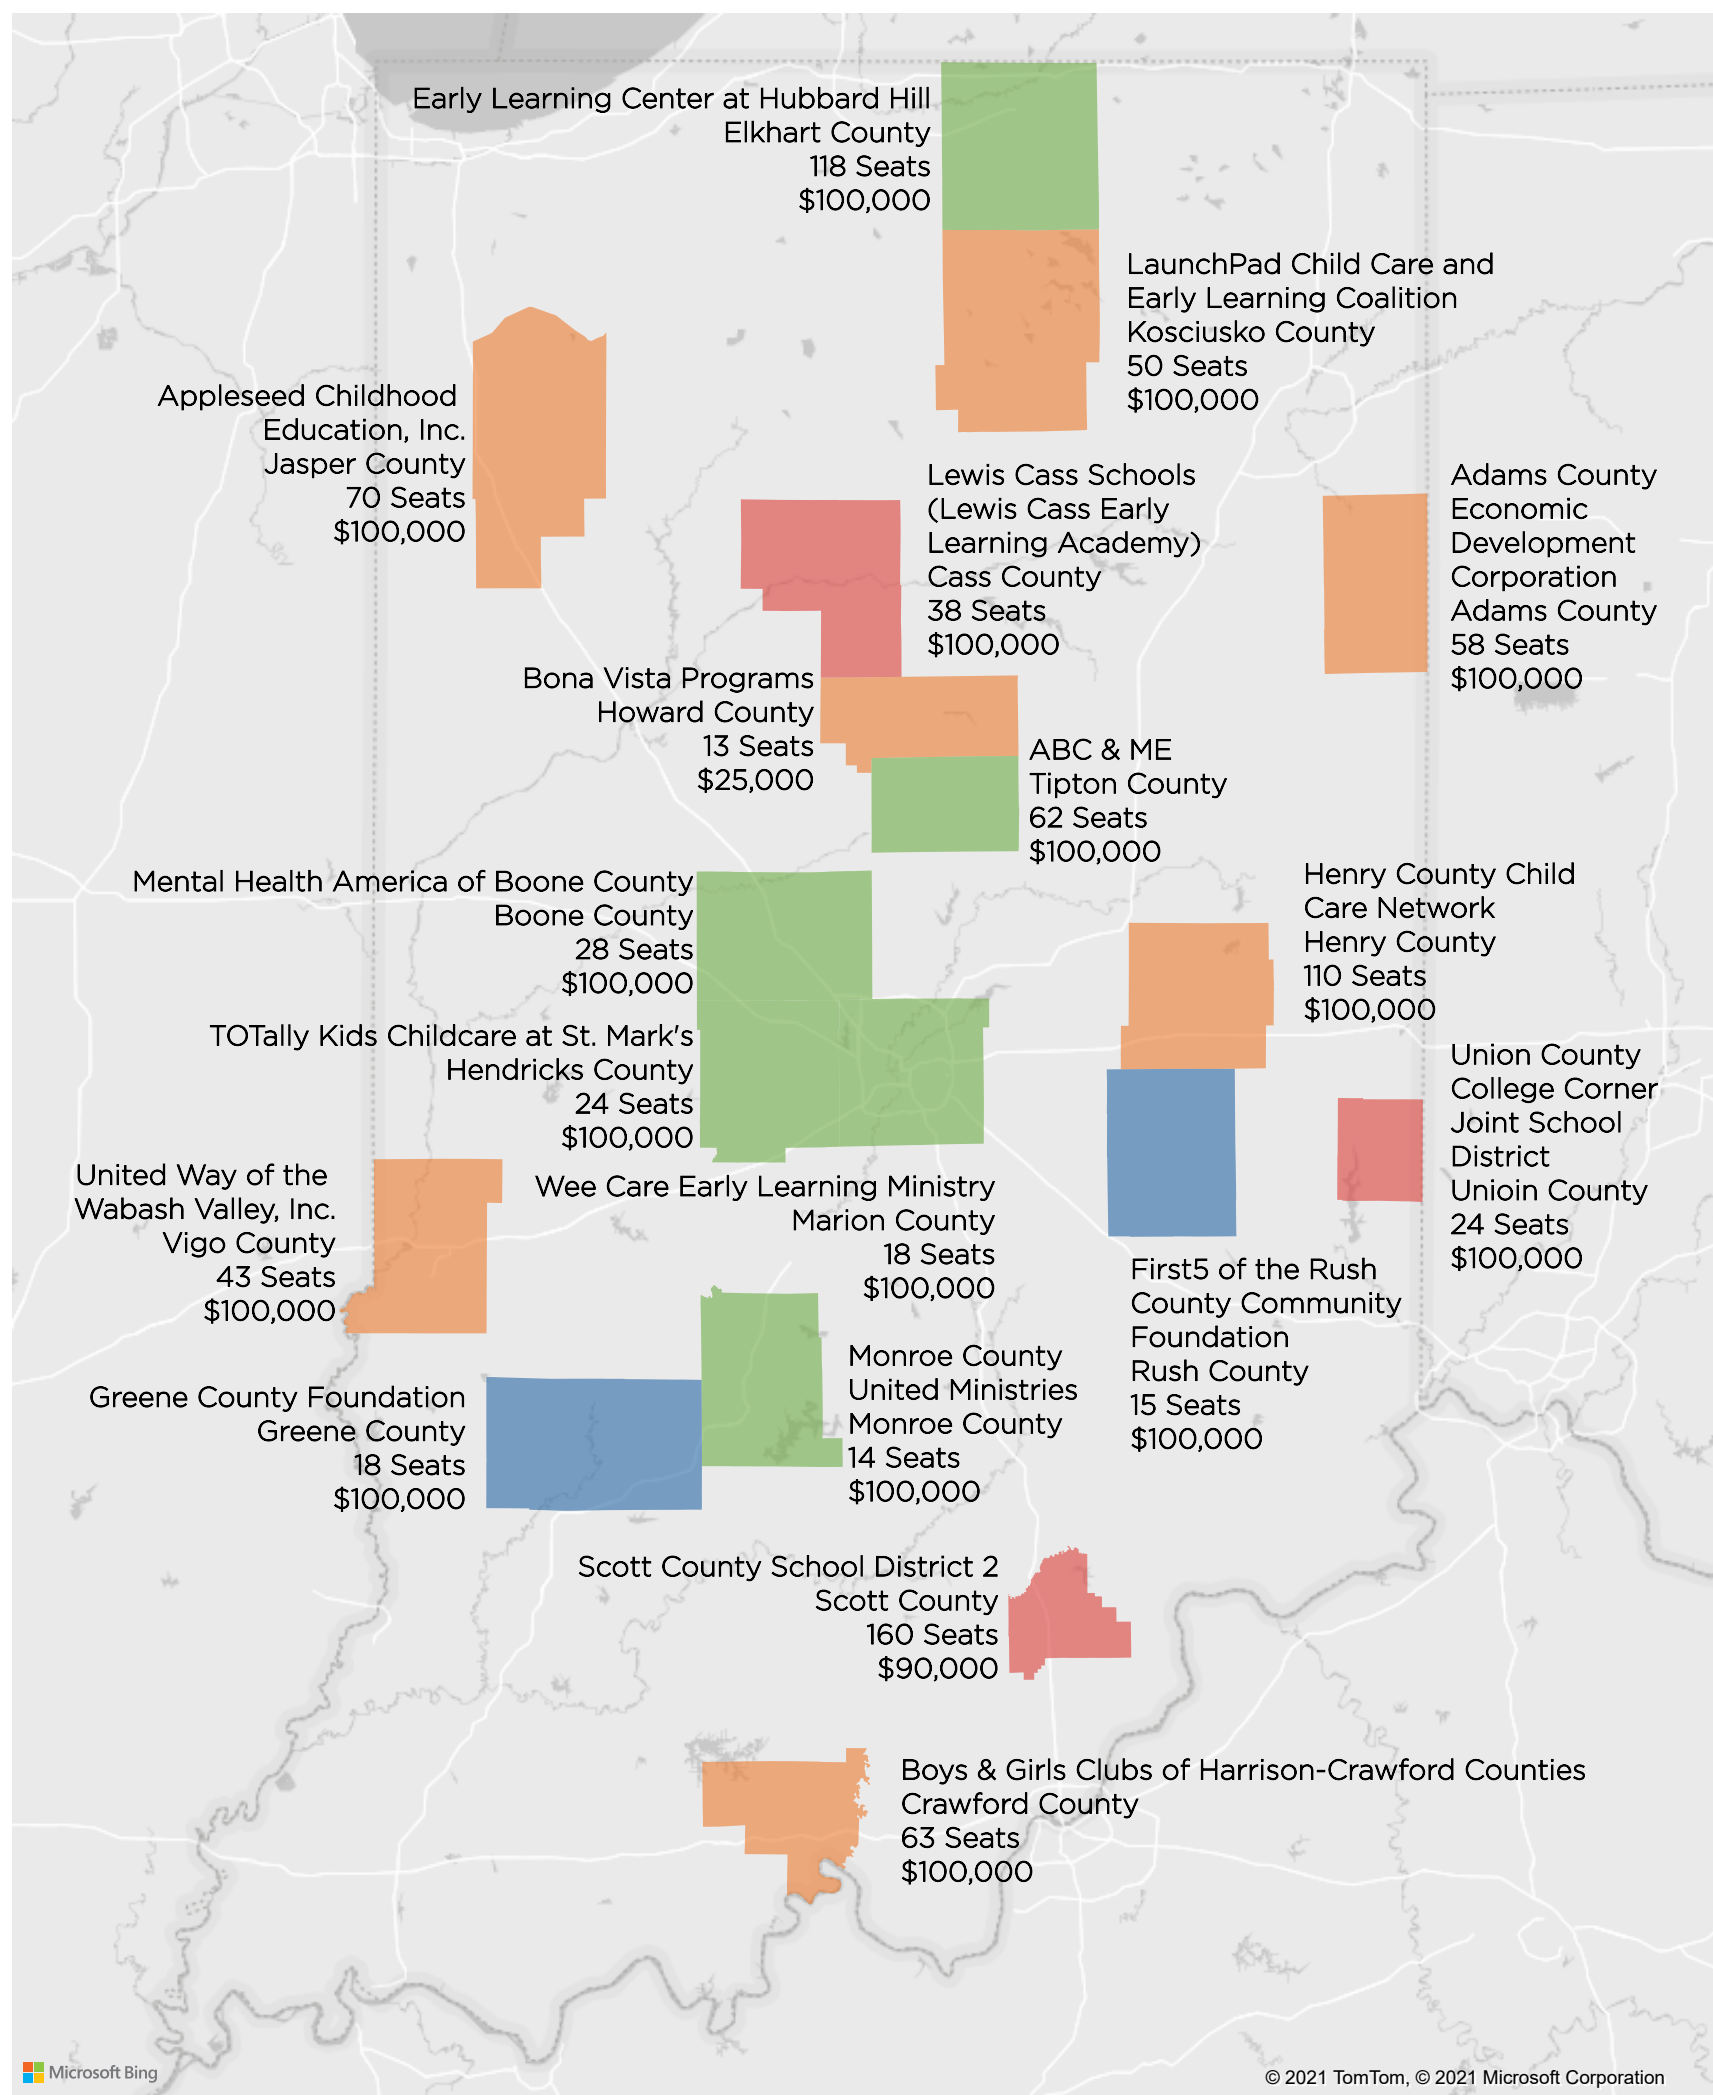 Early Learning Center at Hubbard Hill
Elkhart County
118 Seats
$100,000
LaunchPad Child Care and
Early Learning Coalition
Kosciusko County
50 Seats
$100,000
Appleseed Childhood
Education, Inc.
Jasper County
70 Seats
$100,000
Lewis Cass Schools
(Lewis Cass Early
Learning Academy)
Cass County
38 Seats
$100,000
Adams County
Economic
Development
Corporation
Adams County
58 Seats
$100,000
Bona Vista Programs
Howard County
13 Seats
$25,000
ABC & ME
Tipton County
62 Seats
$100,000
Mental Health America of Boone County
Boone County
28 Seats
$100,000
Henry County Child
Care Network
Henry County
110 Seats
$100,000
TOTally Kids Childcare at St. Mark's
Hendricks County
24 Seats
$100,000
Union County
College Corner
Joint School
District
Unioin County
24 Seats
$100,000
United Way of the
Wabash Valley, Inc.
Vigo County
43 Seats
$100,000
Wee Care Early Learning Ministry
Marion County
18 Seats
$100,000
First5 of the Rush
County Community
Foundation
Rush County
15 Seats
$100,000
Monroe County
United Ministries
Monroe County
14 Seats
$100,000
Greene County Foundation
Greene County
18 Seats
$100,000
Scott County School District 2
Scott County
160 Seats
$90,000
Boys & Girls Clubs of Harrison-Crawford Counties
Crawford County
63 Seats
$100,000
Microsoft Bing
© 2021 TomTom, © 2021 Microsoft Corporation